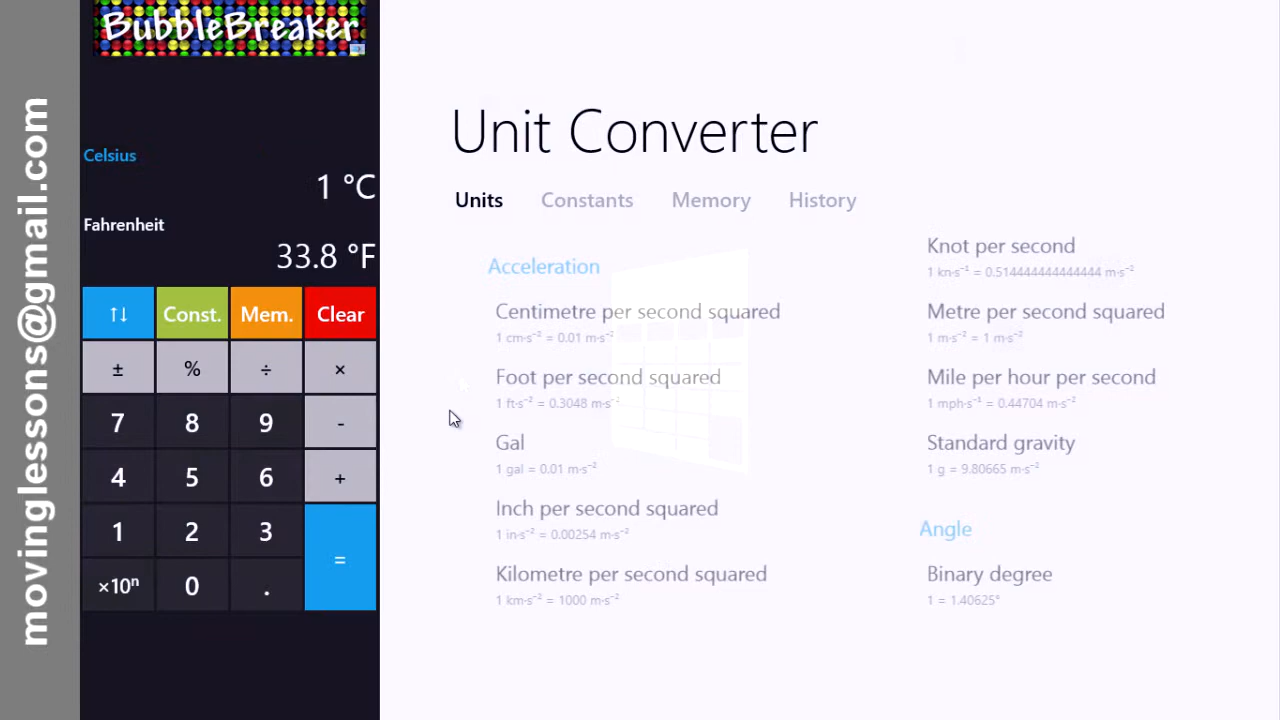 movinglessons@gmail.com
BubbleBreaker
Celsius
1 °C
Fahrenheit
33.8 °F
↑↓ Const. Mem. Clear
± % ÷ ×
7 8 9 -
4 5 6 +
1 2 3 =
×10ⁿ 0 .
Unit Converter
Units Constants Memory History
Acceleration
Centimetre per second squared
1 cm·s⁻² = 0.01 m·s⁻²
Foot per second squared
1 ft·s⁻² = 0.3048 m·s⁻²
Gal
1 gal = 0.01 m·s⁻²
Inch per second squared
1 in·s⁻² = 0.00254 m·s⁻²
Kilometre per second squared
1 km·s⁻² = 1000 m·s⁻²
Knot per second
1 kn·s⁻¹ = 0.514444444444444 m·s⁻²
Metre per second squared
1 m·s⁻² = 1 m·s⁻²
Mile per hour per second
1 mph·s⁻¹ = 0.44704 m·s⁻²
Standard gravity
1 g = 9.80665 m·s⁻²
Angle
Binary degree
1 = 1.40625°